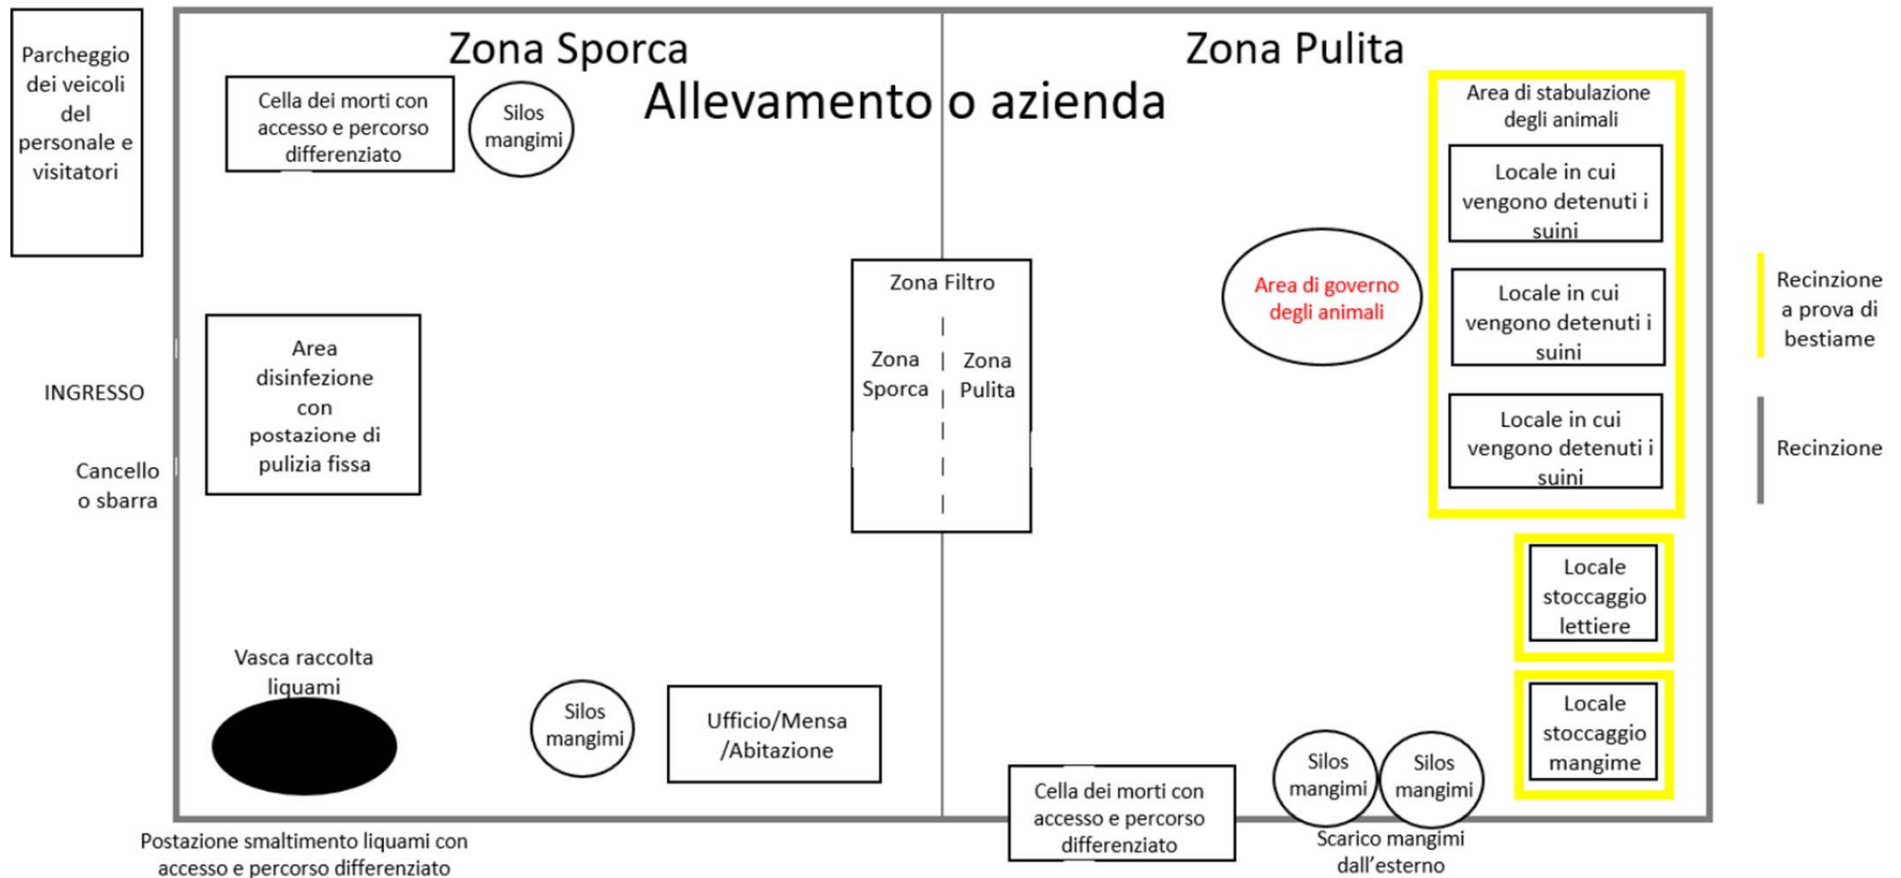 Parcheggio
dei veicoli
del
personale e
visitatori
Zona Sporca
Zona Pulita
Allevamento o azienda
Cella dei morti con
accesso e percorso
differenziato
Silos
mangimi
Area di stabulazione
degli animali
Locale in cui
vengono detenuti i
suini
Locale in cui
vengono detenuti i
suini
Locale in cui
vengono detenuti i
suini
Area di governo
degli animali
Recinzione
a prova di
bestiame
Recinzione
Zona Filtro
Zona
Sporca
Zona
Pulita
INGRESSO
Cancello
o sbarra
Area
disinfezione
con
postazione di
pulizia fissa
Locale
stoccaggio
lettiere
Locale
stoccaggio
mangime
Vasca raccolta
liquami
Silos
mangimi
Ufficio/Mensa
/Abitazione
Cella dei morti con
accesso e percorso
differenziato
Silos
mangimi
Silos
mangimi
Scarico mangimi
dall'esterno
Postazione smaltimento liquami con
accesso e percorso differenziato